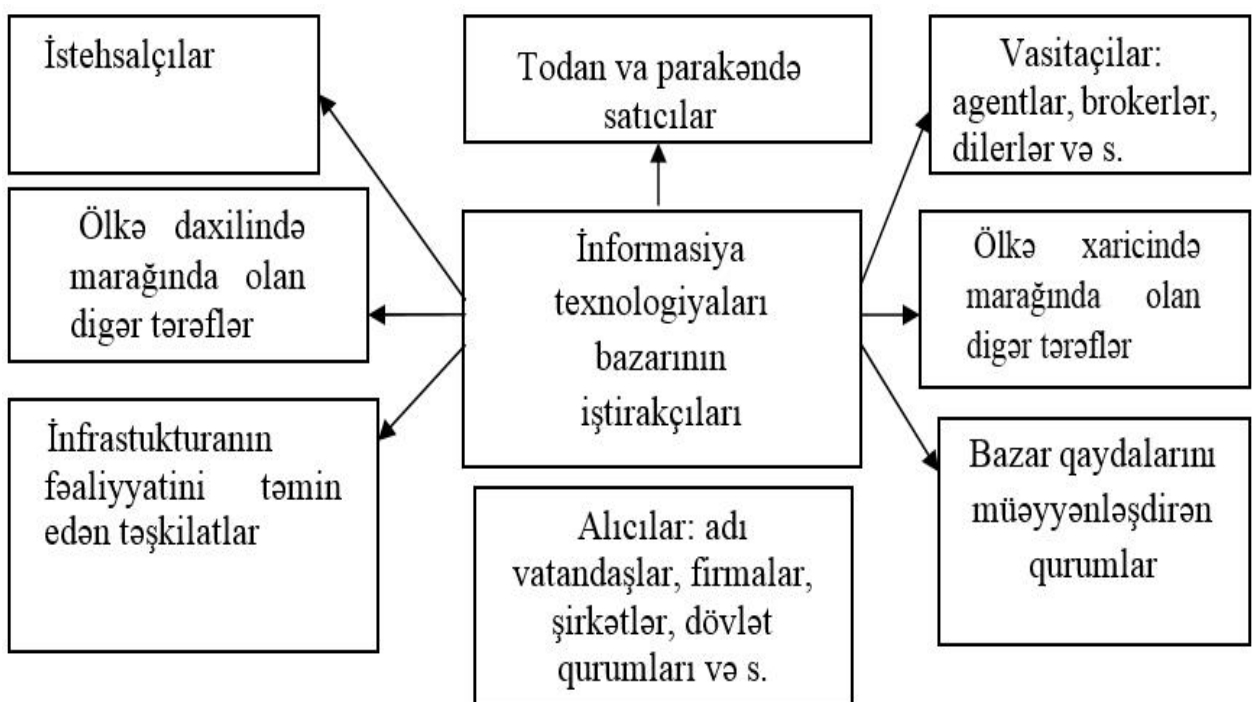 İstehsalçılar
Todan va parakəndə
satıcılar
Vasitaçilar:
agentlar, brokerlər,
dilerlər və s.
Ölkə daxilində
marağında olan
digər tərəflər
İnformasiya
texnologiyaları
bazarının
iştirakçıları
Ölkə xaricində
marağında olan
digər tərəflər
İnfrastukturanın
fəaliyyatini təmin
edən təşkilatlar
Alıcılar: adı
vatandaşlar, firmalar,
şirkətlər, dövlət
qurumları və s.
Bazar qaydalarını
müəyyənləşdirən
qurumlar